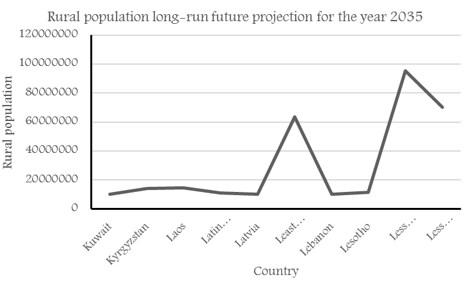 Rural population long-run future projection for the year 2035
120000000
100000000
80000000
60000000
40000000
20000000
0
Rural population
Kuwait
Kyrgyzstan
Laos
Latin...
Latvia
Least...
Lebanon
Lesotho
Less...
Less...
Country